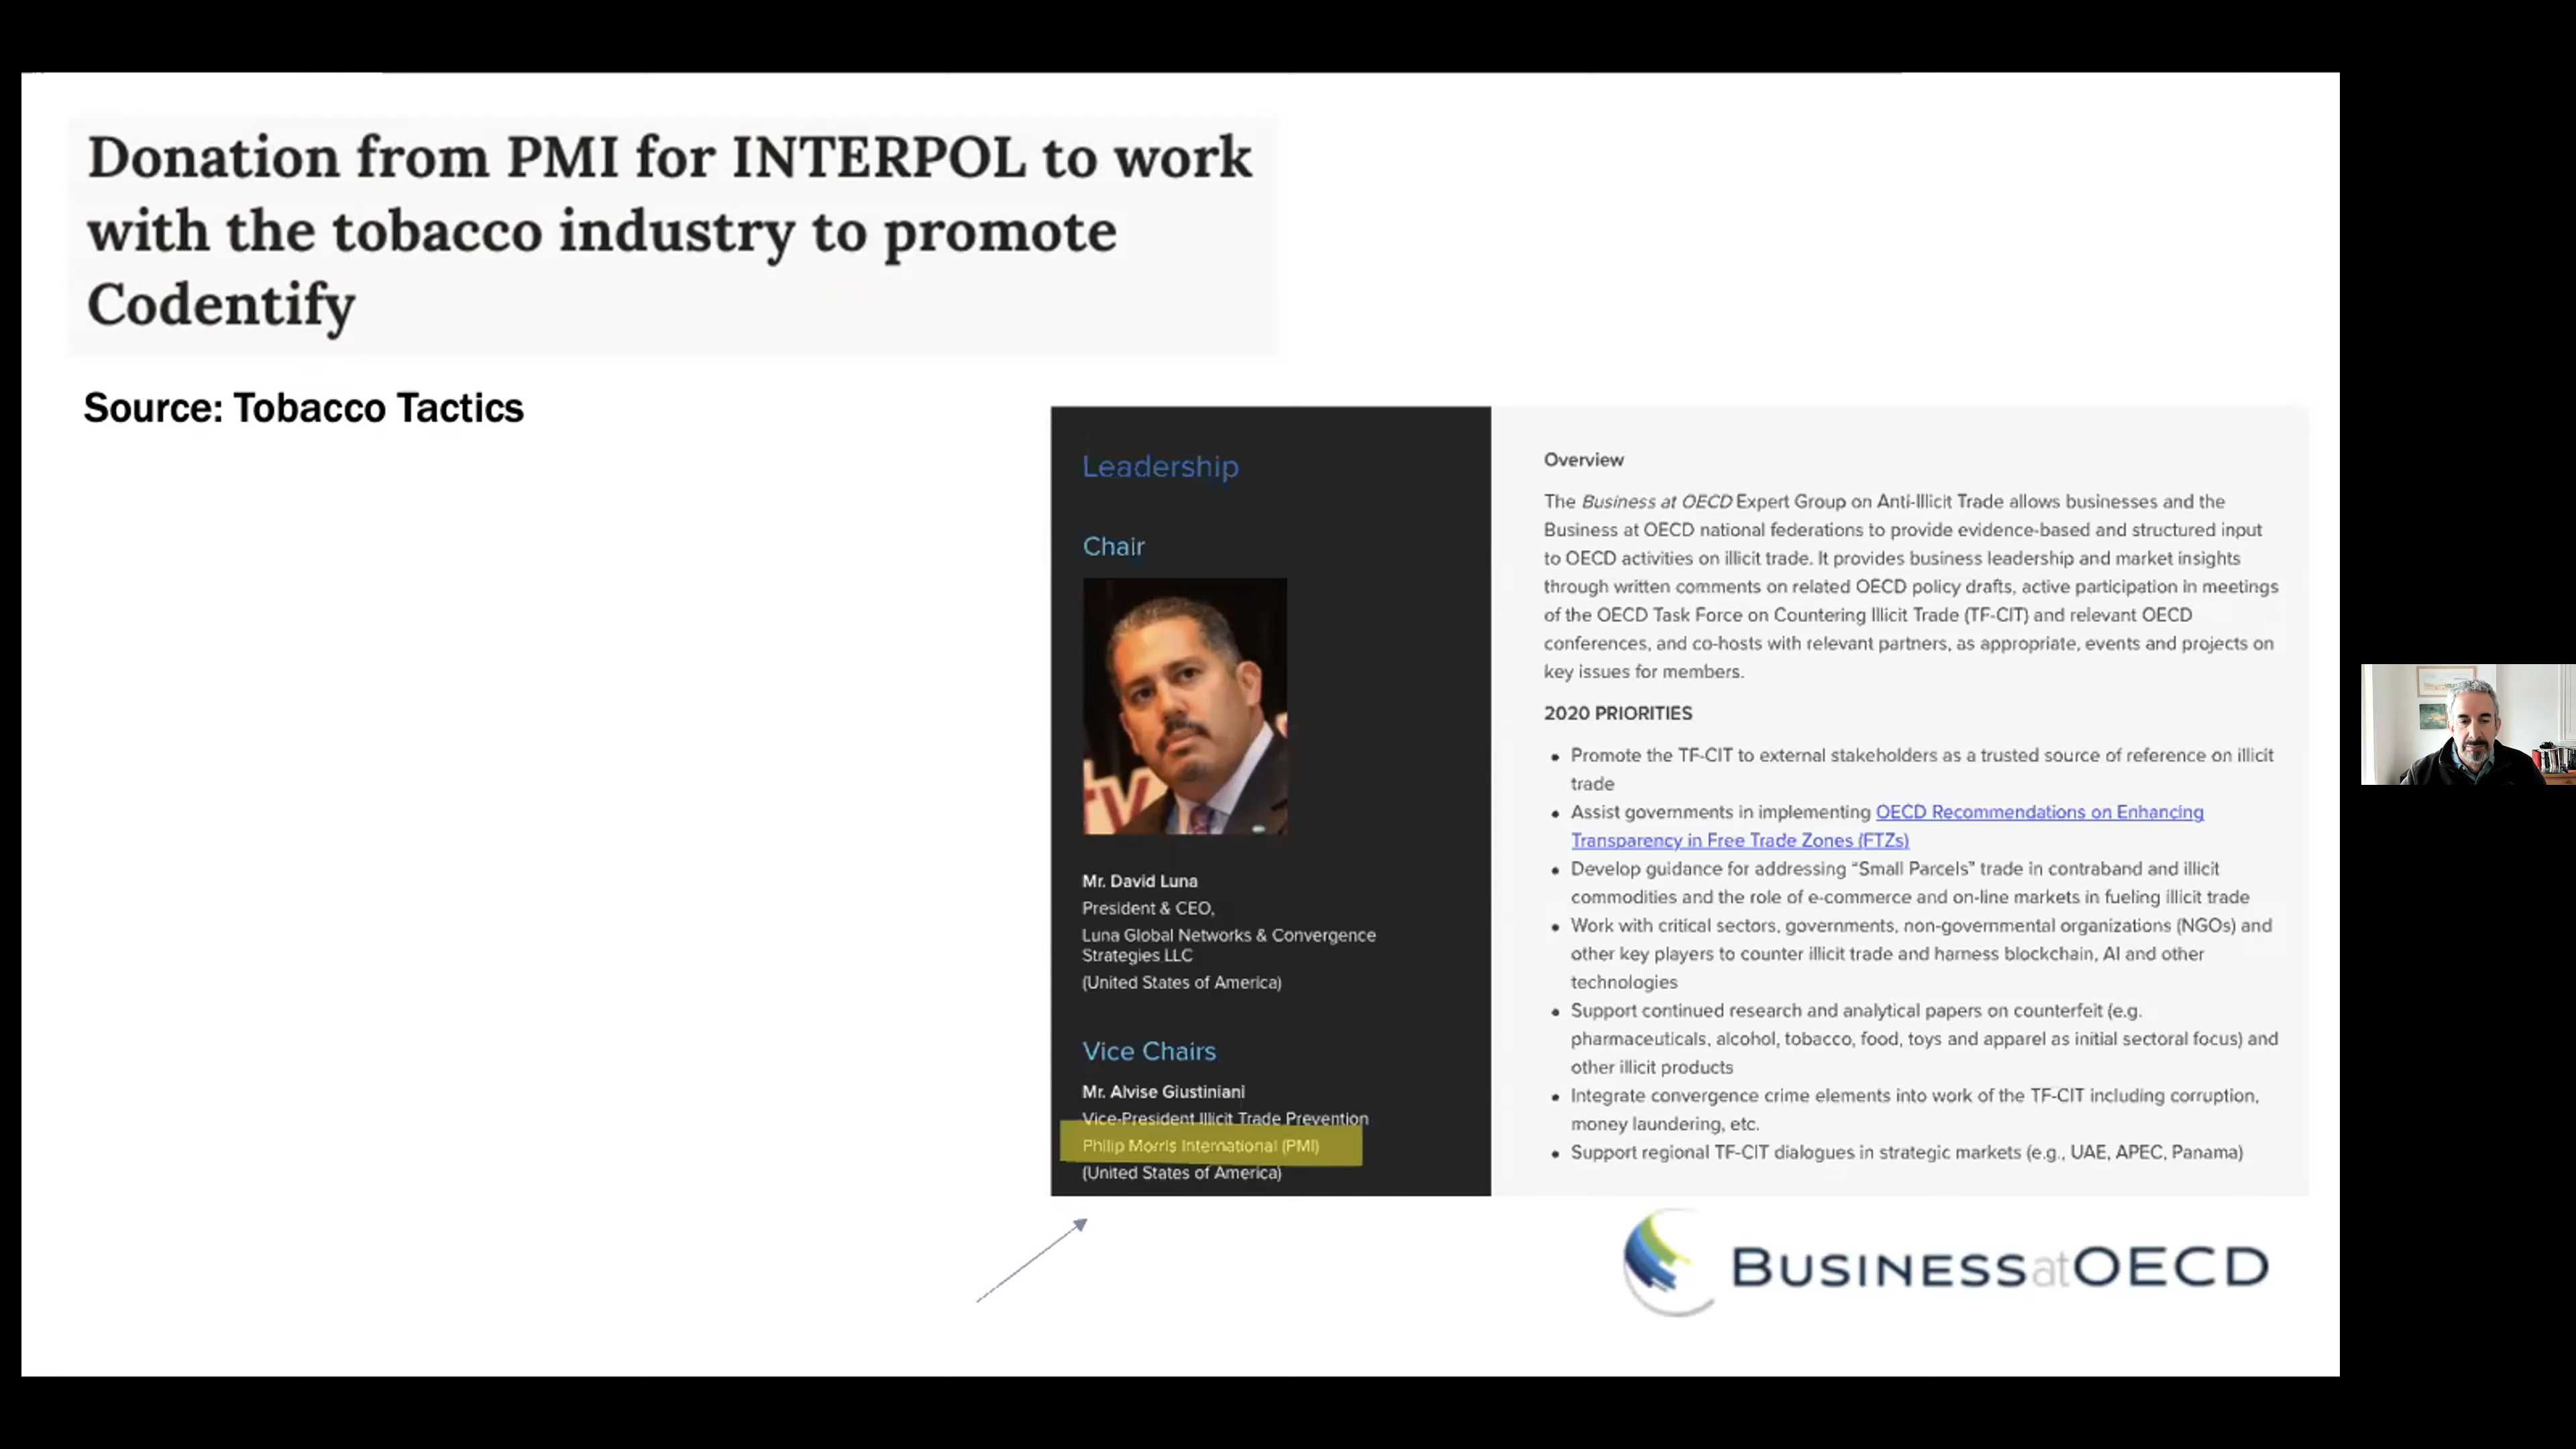 Donation from PMI for INTERPOL to work
with the tobacco industry to promote
Codentify
Source: Tobacco Tactics
Leadership
Chair
Mr. David Luna
President & CEO,
Luna Global Networks & Convergence
Strategies LLC
(United States of America)
Vice Chairs
Mr. Alvise Giustiniani
Vice-President Illicit Trade Prevention
Philip Morris International (PMI)
(United States of America)
Overview
The Business at OECD Expert Group on Anti-Illicit Trade allows businesses and the
Business at OECD national federations to provide evidence-based and structured input
to OECD activities on illicit trade. It provides business leadership and market insights
through written comments on related OECD policy drafts, active participation in meetings
of the OECD Task Force on Countering Illicit Trade (TF-CIT) and relevant OECD
conferences, and co-hosts with relevant partners, as appropriate, events and projects on
key issues for members.
2020 PRIORITIES
• Promote the TF-CIT to external stakeholders as a trusted source of reference on illicit
trade
• Assist governments in implementing OECD Recommendations on Enhancing
Transparency in Free Trade Zones (FTZs)
• Develop guidance for addressing “Small Parcels” trade in contraband and illicit
commodities and the role of e-commerce and on-line markets in fueling illicit trade
• Work with critical sectors, governments, non-governmental organizations (NGOs) and
other key players to counter illicit trade and harness blockchain, AI and other
technologies
• Support continued research and analytical papers on counterfeit (e.g.
pharmaceuticals, alcohol, tobacco, food, toys and apparel as initial sectoral focus) and
other illicit products
• Integrate convergence crime elements into work of the TF-CIT including corruption,
money laundering, etc.
• Support regional TF-CIT dialogues in strategic markets (e.g., UAE, APEC, Panama)
BUSINESSatOECD